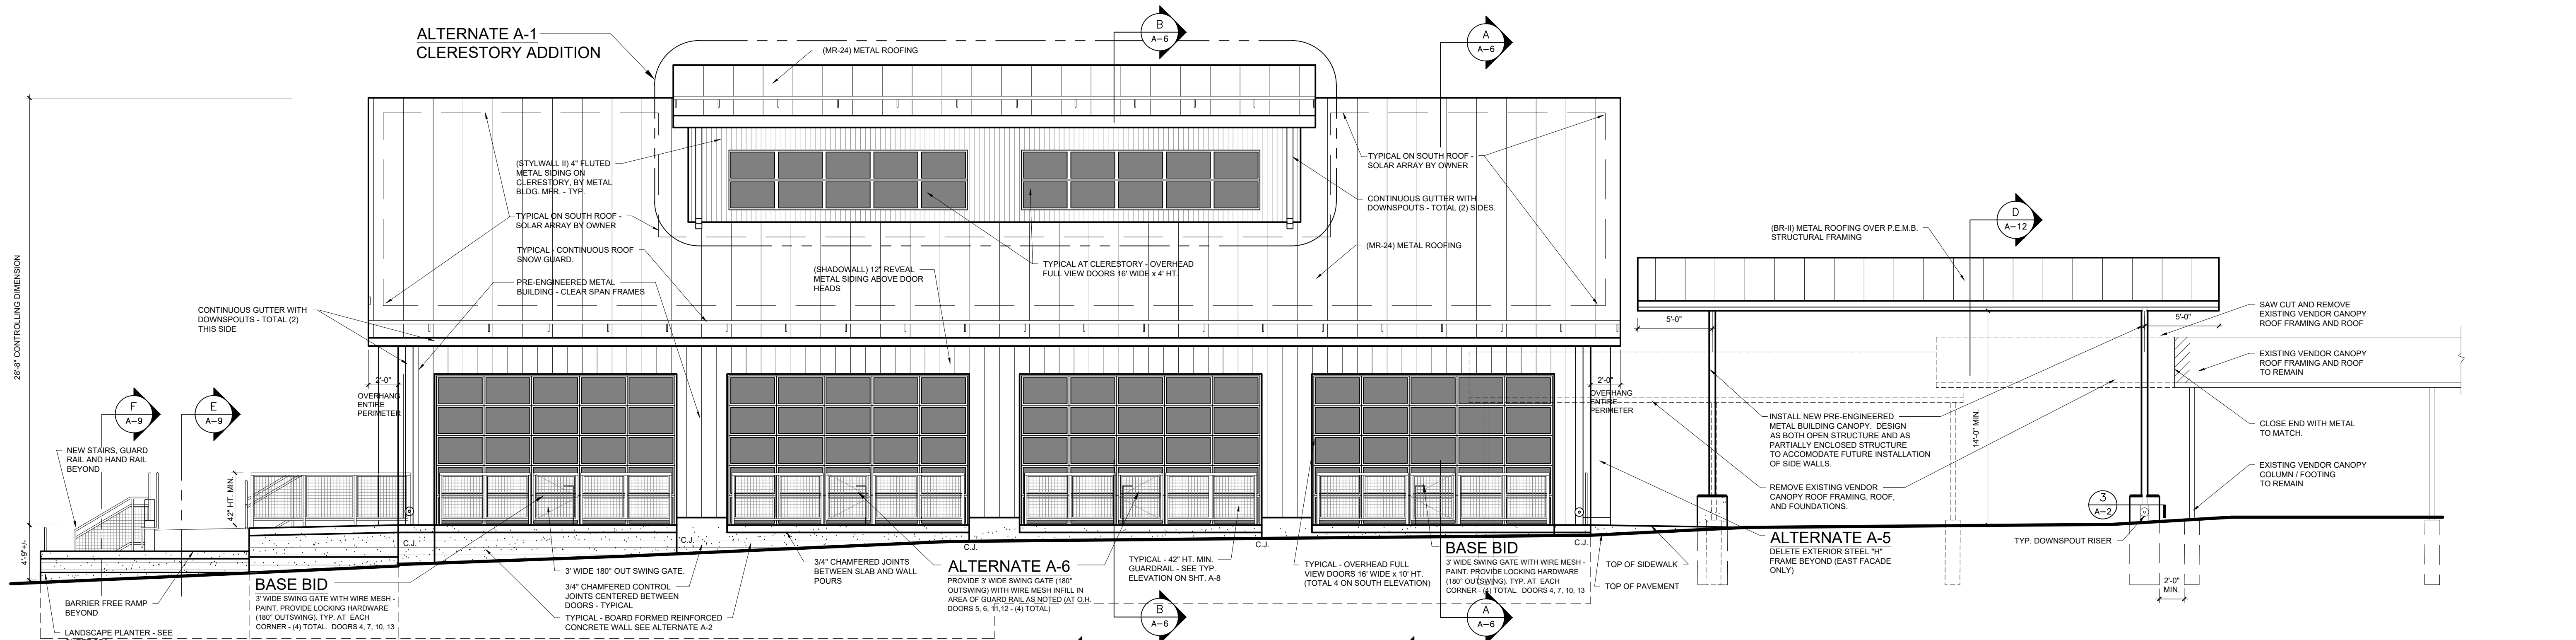 ALTERNATE A-1
CLERESTORY ADDITION
(MR-24) METAL ROOFING
B
A-6
A
A-6
28'-8" CONTROLLING DIMENSION
(STYLWALL II) 4" FLUTED
METAL SIDING ON
CLERESTORY, BY METAL
BLDG. MFR. - TYP.
TYPICAL ON SOUTH ROOF -
SOLAR ARRAY BY OWNER
TYPICAL - CONTINUOUS ROOF
SNOW GUARD.
PRE-ENGINEERED METAL
BUILDING - CLEAR SPAN FRAMES
(SHADOWALL) 12" REVEAL
METAL SIDING ABOVE DOOR
HEADS
TYPICAL AT CLERESTORY - OVERHEAD
FULL VIEW DOORS 16' WIDE x 4' HT.
TYPICAL ON SOUTH ROOF -
SOLAR ARRAY BY OWNER
CONTINUOUS GUTTER WITH
DOWNSPOUTS - TOTAL (2) SIDES.
(MR-24) METAL ROOFING
(BR-II) METAL ROOFING OVER P.E.M.B.
STRUCTURAL FRAMING
D
A-12
CONTINUOUS GUTTER WITH
DOWNSPOUTS - TOTAL (2)
THIS SIDE
5'-0"
5'-0"
SAW CUT AND REMOVE
EXISTING VENDOR CANOPY
ROOF FRAMING AND ROOF
EXISTING VENDOR CANOPY
ROOF FRAMING AND ROOF
TO REMAIN
2'-0"
OVERHANG
ENTIRE
PERIMETER
2'-0"
OVERHANG
ENTIRE
PERIMETER
F
A-9
E
A-9
NEW STAIRS, GUARD
RAIL AND HAND RAIL
BEYOND
42" HT. MIN.
4'-9"+/-
INSTALL NEW PRE-ENGINEERED
METAL BUILDING CANOPY. DESIGN
AS BOTH OPEN STRUCTURE AND AS
PARTIALLY ENCLOSED STRUCTURE
TO ACCOMODATE FUTURE INSTALLATION
OF SIDE WALLS.
14'-0" MIN.
CLOSE END WITH METAL
TO MATCH.
EXISTING VENDOR CANOPY
COLUMN / FOOTING
TO REMAIN
REMOVE EXISTING VENDOR
CANOPY ROOF FRAMING, ROOF,
AND FOUNDATIONS.
3
A-2
TYP. DOWNSPOUT RISER
2'-0"
MIN.
C.J.
C.J.
C.J.
C.J.
C.J.
BARRIER FREE RAMP
BEYOND
LANDSCAPE PLANTER - SEE
BASE BID
3' WIDE SWING GATE WITH WIRE MESH -
PAINT. PROVIDE LOCKING HARDWARE
(180° OUTSWING). TYP. AT EACH
CORNER - (4) TOTAL. DOORS 4, 7, 10, 13
3' WIDE 180° OUT SWING GATE.
3/4" CHAMFERED CONTROL
JOINTS CENTERED BETWEEN
DOORS - TYPICAL
TYPICAL - BOARD FORMED REINFORCED
CONCRETE WALL SEE ALTERNATE A-2
3/4" CHAMFERED JOINTS
BETWEEN SLAB AND WALL
POURS
ALTERNATE A-6
PROVIDE 3' WIDE SWING GATE (180°
OUTSWING) WITH WIRE MESH INFILL IN
AREA OF GUARD RAIL AS NOTED (AT O.H.
DOORS 5, 6, 11,12 - (4) TOTAL)
TYPICAL - 42" HT. MIN.
GUARDRAIL - SEE TYP.
ELEVATION ON SHT. A-8
TYPICAL - OVERHEAD FULL
VIEW DOORS 16' WIDE x 10' HT.
(TOTAL 4 ON SOUTH ELEVATION)
BASE BID
3' WIDE SWING GATE WITH WIRE MESH -
PAINT. PROVIDE LOCKING HARDWARE
(180° OUTSWING). TYP. AT EACH
CORNER - (4) TOTAL. DOORS 4, 7, 10, 13
TOP OF SIDEWALK
TOP OF PAVEMENT
ALTERNATE A-5
DELETE EXTERIOR STEEL "H"
FRAME BEYOND (EAST FACADE
ONLY)
B
A-6
A
A-6